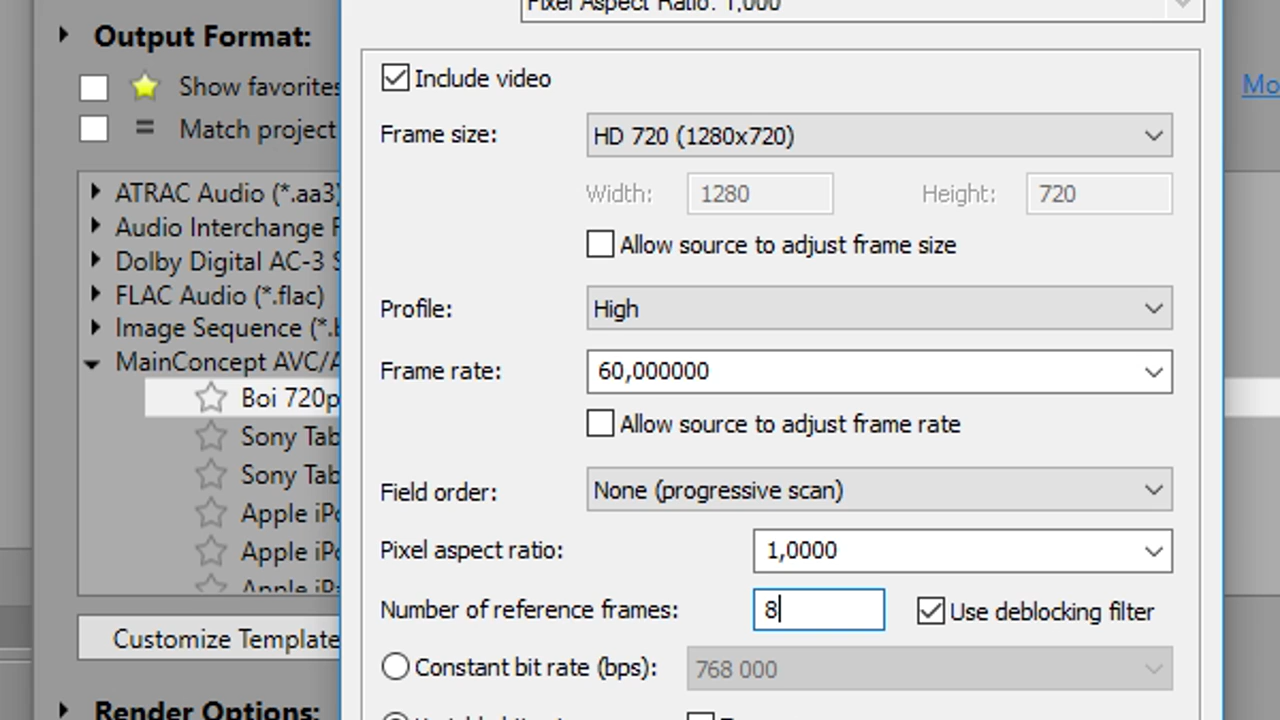 Pixel Aspect Ratio: 1,000
Output Format:
Include video
Show favorites
Mo
Match project
Frame size:
HD 720 (1280x720)
Width:
1280
Height:
720
ATRAC Audio (*.aa3)
Audio Interchange F
Allow source to adjust frame size
Dolby Digital AC-3 S
FLAC Audio (*.flac)
Profile:
High
Image Sequence (*.b
MainConcept AVC/A
Frame rate:
60,000000
Boi 720p
Allow source to adjust frame rate
Sony Tab
Sony Tab
Field order:
None (progressive scan)
Apple iPo
Apple iPo
Pixel aspect ratio:
1,0000
Apple iPa
Number of reference frames:
8
Use deblocking filter
Customize Template
Constant bit rate (bps):
768 000
Render Options: